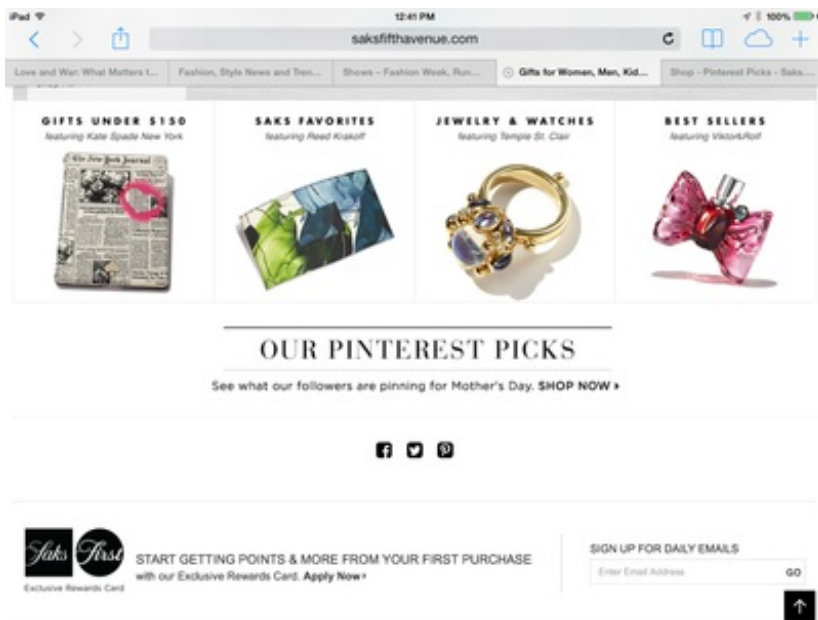 iPad 12:41 PM 100%
saksfifthavenue.com
Love and War: What Matters t... Fashion, Style News and Tren... Shows - Fashion Week, Run... Gifts for Women, Men, Kid... Shop - Pinterest Picks - Saks...
GIFTS UNDER $150 SAKS FAVORITES JEWELRY & WATCHES BEST SELLERS
featuring Kate Spade New York featuring Reed Krakoff featuring Temple St. Clair featuring Viktor&Rolf
The New York Journal
OUR PINTEREST PICKS
See what our followers are pinning for Mother's Day. SHOP NOW
Saks First
Exclusive Rewards Card
START GETTING POINTS & MORE FROM YOUR FIRST PURCHASE
with our Exclusive Rewards Card. Apply Now
SIGN UP FOR DAILY EMAILS
Enter Email Address GO